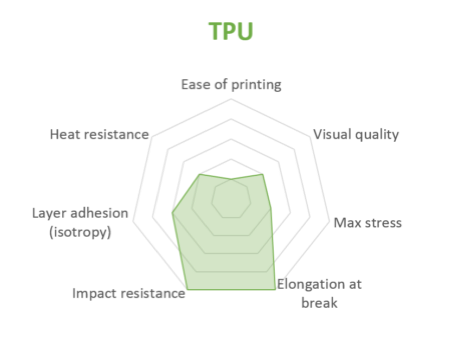 TPU
Ease of printing
Heat resistance
Visual quality
Layer adhesion
(isotropy)
Max stress
Impact resistance
Elongation at
break